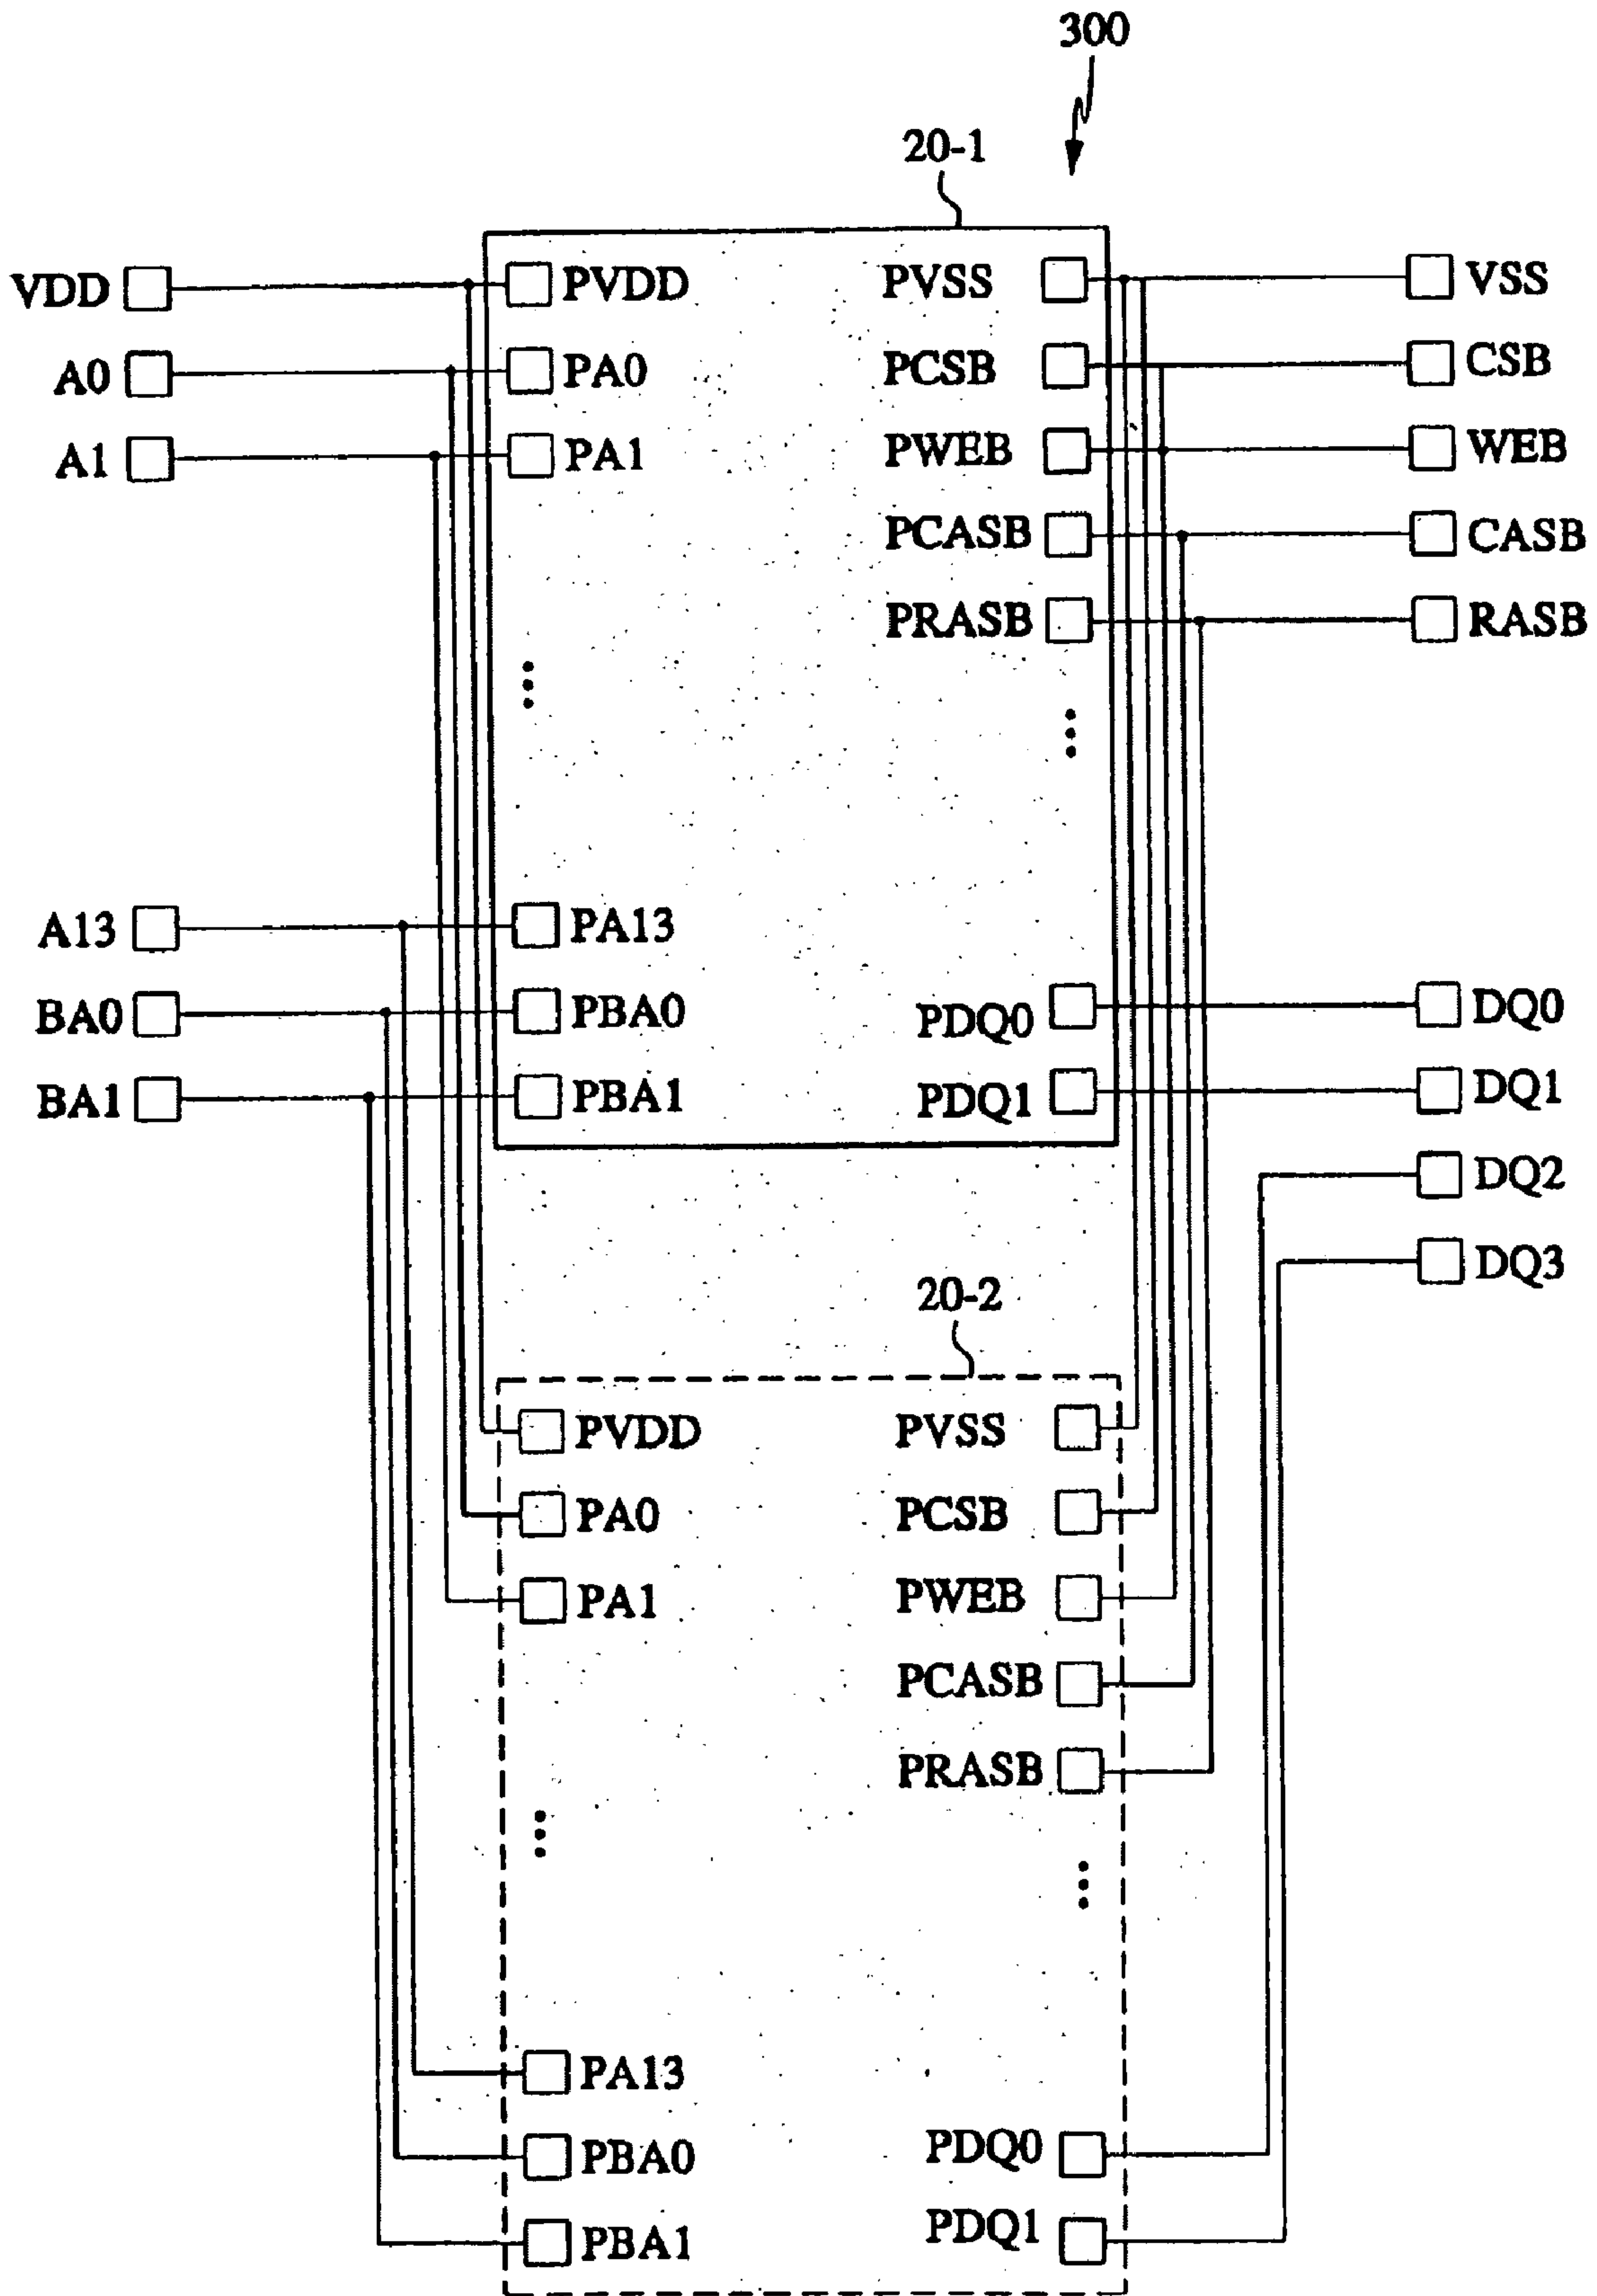 300
20-1
VDD PVDD PVSS VSS
A0 PA0 PCSB CSB
A1 PA1 PWEB WEB
PCASB CASB
PRASB RASB
A13 PA13
BA0 PBA0 PDQ0 DQ0
BA1 PBA1 PDQ1 DQ1
DQ2
DQ3
20-2
PVDD PVSS
PA0 PCSB
PA1 PWEB
PCASB
PRASB
PA13
PBA0 PDQ0
PBA1 PDQ1